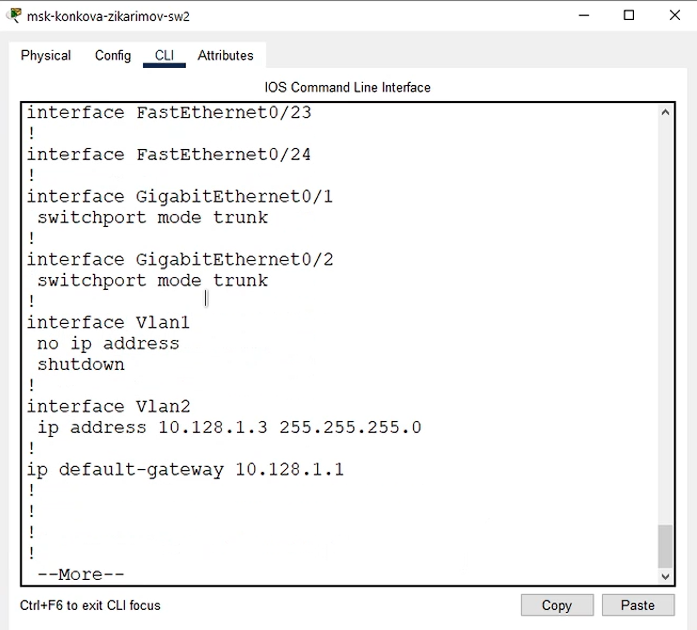 msk-konkova-zikarimov-sw2
Physical Config CLI Attributes
IOS Command Line Interface
interface FastEthernet0/23
!
interface FastEthernet0/24
!
interface GigabitEthernet0/1
switchport mode trunk
!
interface GigabitEthernet0/2
switchport mode trunk
!
interface Vlan1
no ip address
shutdown
!
interface Vlan2
ip address 10.128.1.3 255.255.255.0
!
ip default-gateway 10.128.1.1
!
!
!
!
--More--
Ctrl+F6 to exit CLI focus
Copy Paste